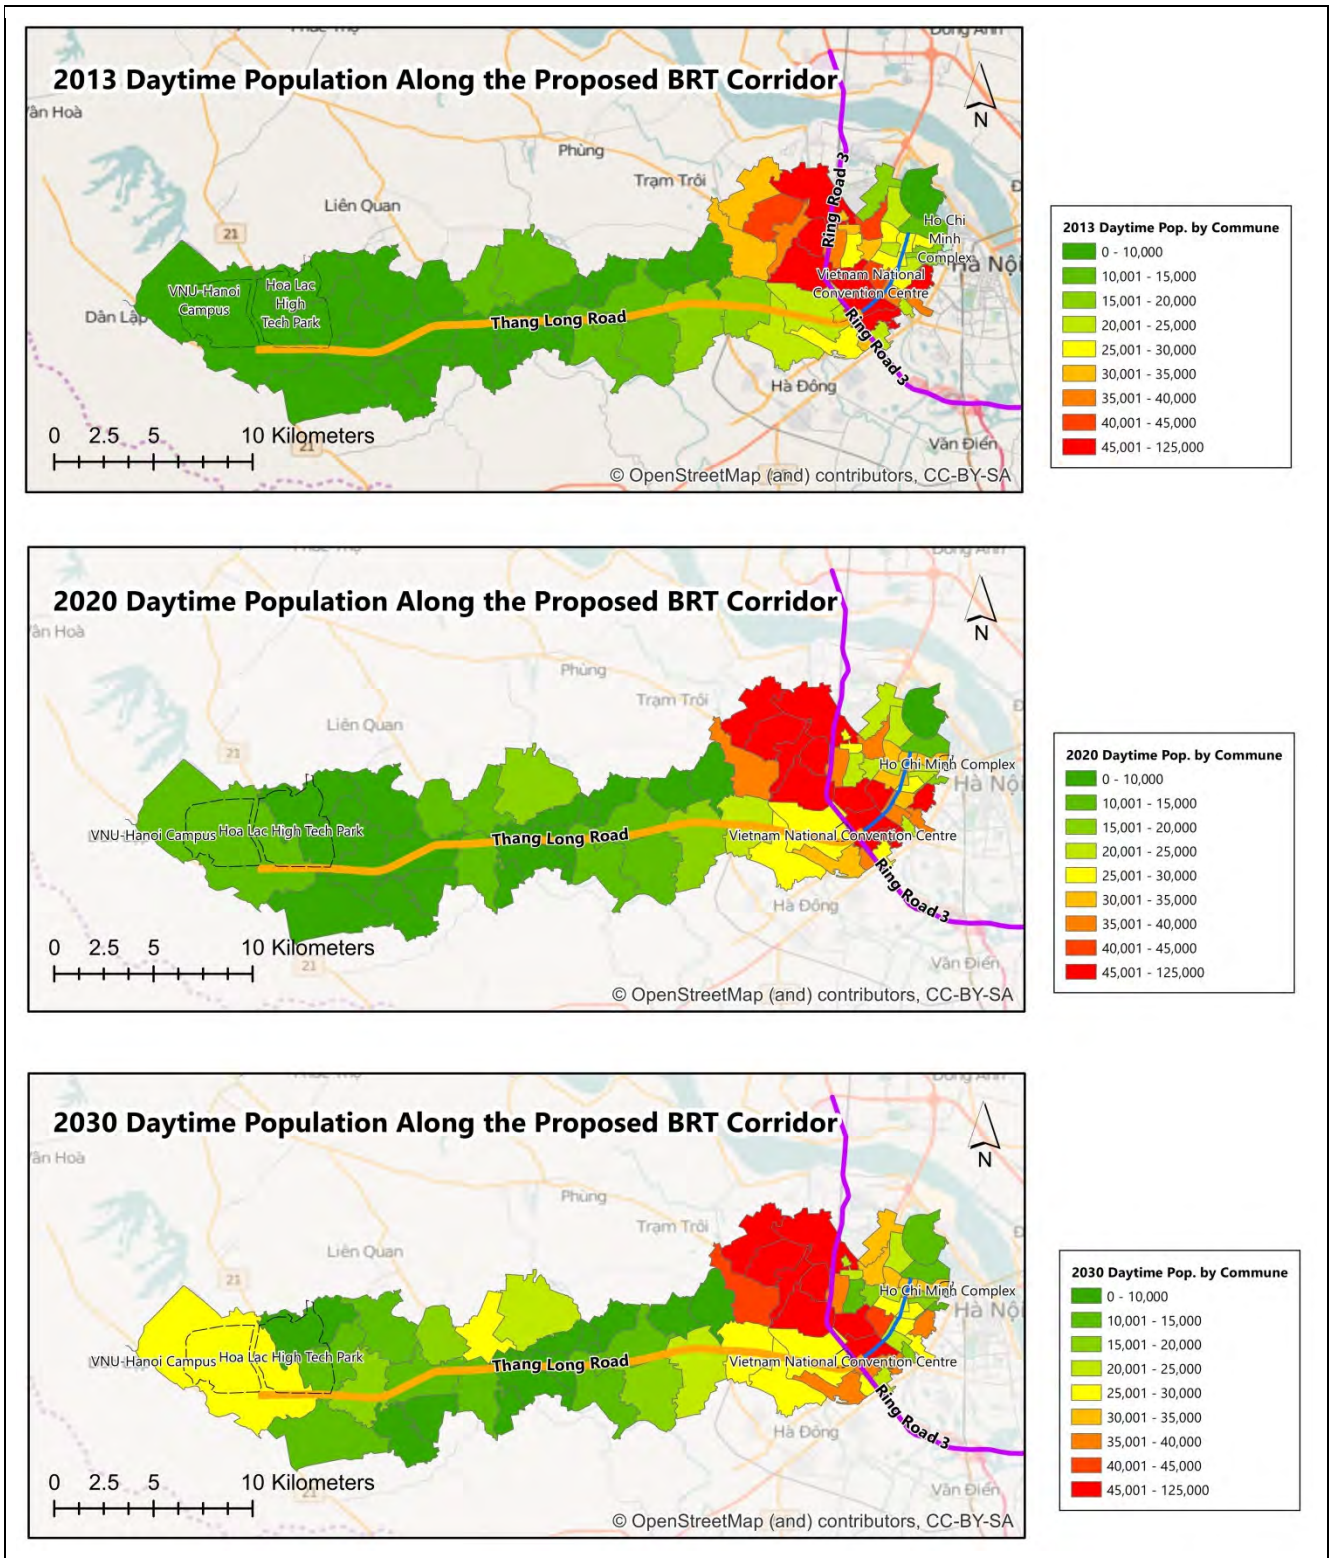 Đông Anh
2013 Daytime Population Along the Proposed BRT Corridor
Vân Hoà
N
Phùng
Trạm Trôi
Ring Road 3
Liên Quan
21
Ho Chi
Minh
Complex
Hà Nội
VNU-Hanoi
Campus
Hoa Lac
High
Tech Park
Vietnam National
Convention Centre
Dân Lập
Thang Long Road
Ring Road 3
Hà Đông
0 2.5 5 10 Kilometers
21
Văn Điển
© OpenStreetMap (and) contributors, CC-BY-SA
2013 Daytime Pop. by Commune
0 - 10,000
10,001 - 15,000
15,001 - 20,000
20,001 - 25,000
25,001 - 30,000
30,001 - 35,000
35,001 - 40,000
40,001 - 45,000
45,001 - 125,000
2020 Daytime Population Along the Proposed BRT Corridor
Vân Hoà
N
Phùng
Trạm Trôi
Liên Quan
21
Ho Chi Minh Complex
Hà Nội
VNU-Hanoi Campus
Hoa Lac High Tech Park
Thang Long Road
Vietnam National Convention Centre
Ring Road 3
Hà Đông
0 2.5 5 10 Kilometers
21
Văn Điển
© OpenStreetMap (and) contributors, CC-BY-SA
2020 Daytime Pop. by Commune
0 - 10,000
10,001 - 15,000
15,001 - 20,000
20,001 - 25,000
25,001 - 30,000
30,001 - 35,000
35,001 - 40,000
40,001 - 45,000
45,001 - 125,000
2030 Daytime Population Along the Proposed BRT Corridor
Vân Hoà
N
Phùng
Trạm Trôi
Liên Quan
21
Ho Chi Minh Complex
Hà Nội
VNU-Hanoi Campus
Hoa Lac High Tech Park
Thang Long Road
Vietnam National Convention Centre
Ring Road 3
Hà Đông
0 2.5 5 10 Kilometers
21
Văn Điển
© OpenStreetMap (and) contributors, CC-BY-SA
2030 Daytime Pop. by Commune
0 - 10,000
10,001 - 15,000
15,001 - 20,000
20,001 - 25,000
25,001 - 30,000
30,001 - 35,000
35,001 - 40,000
40,001 - 45,000
45,001 - 125,000